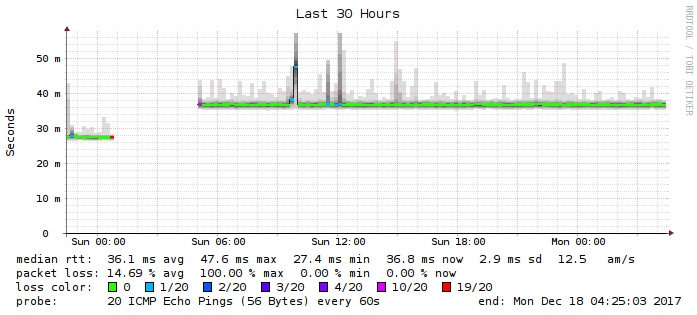 Last 30 Hours
RRDTOOL / TOBI OETIKER
Seconds
50 m
40 m
30 m
20 m
10 m
0
Sun 00:00 Sun 06:00 Sun 12:00 Sun 18:00 Mon 00:00
median rtt: 36.1 ms avg 47.6 ms max 27.4 ms min 36.8 ms now 2.9 ms sd 12.5 am/s
packet loss: 14.69 % avg 100.00 % max 0.00 % min 0.00 % now
loss color: 0 1/20 2/20 3/20 4/20 10/20 19/20
probe: 20 ICMP Echo Pings (56 Bytes) every 60s end: Mon Dec 18 04:25:03 2017